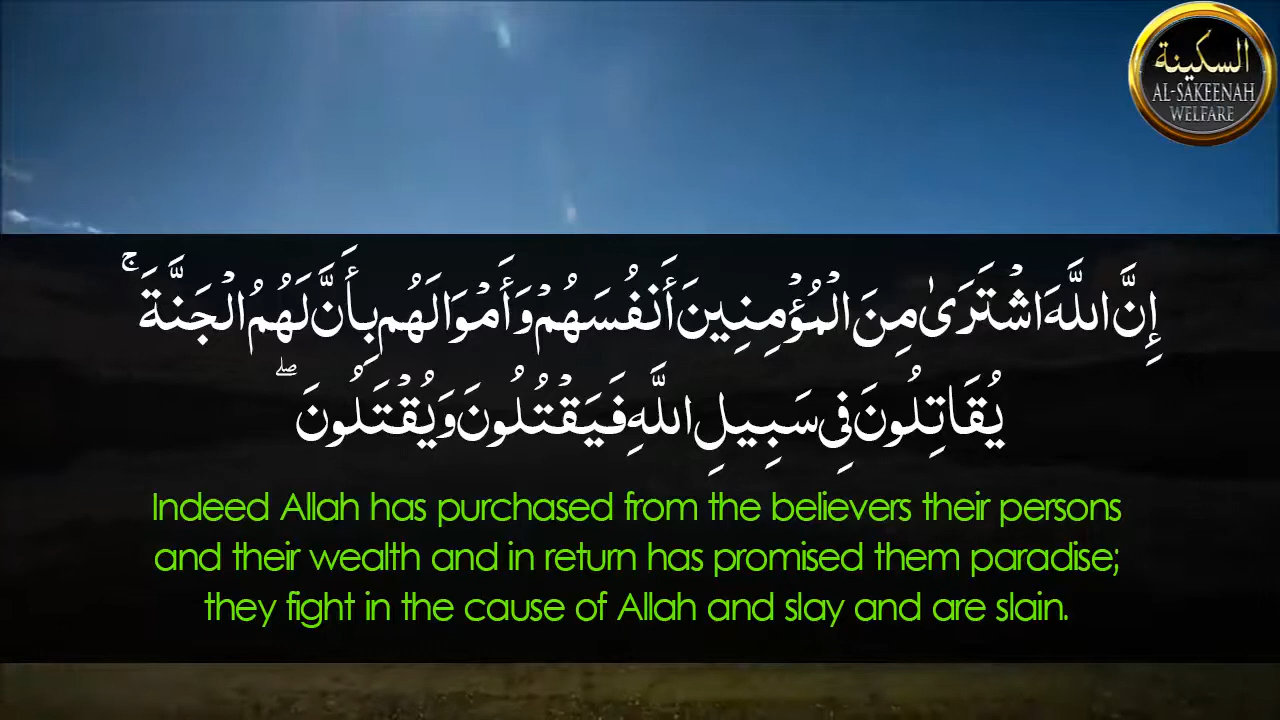 السكينة
AL-SAKEENAH
WELFARE
إِنَّ اللَّهَ اشْتَرَىٰ مِنَ الْمُؤْمِنِينَ أَنفُسَهُمْ وَأَمْوَالَهُم بِأَنَّ لَهُمُ الْجَنَّةَ ۚ
يُقَاتِلُونَ فِي سَبِيلِ اللَّهِ فَيَقْتُلُونَ وَيُقْتَلُونَ ۖ
Indeed Allah has purchased from the believers their persons
and their wealth and in return has promised them paradise;
they fight in the cause of Allah and slay and are slain.